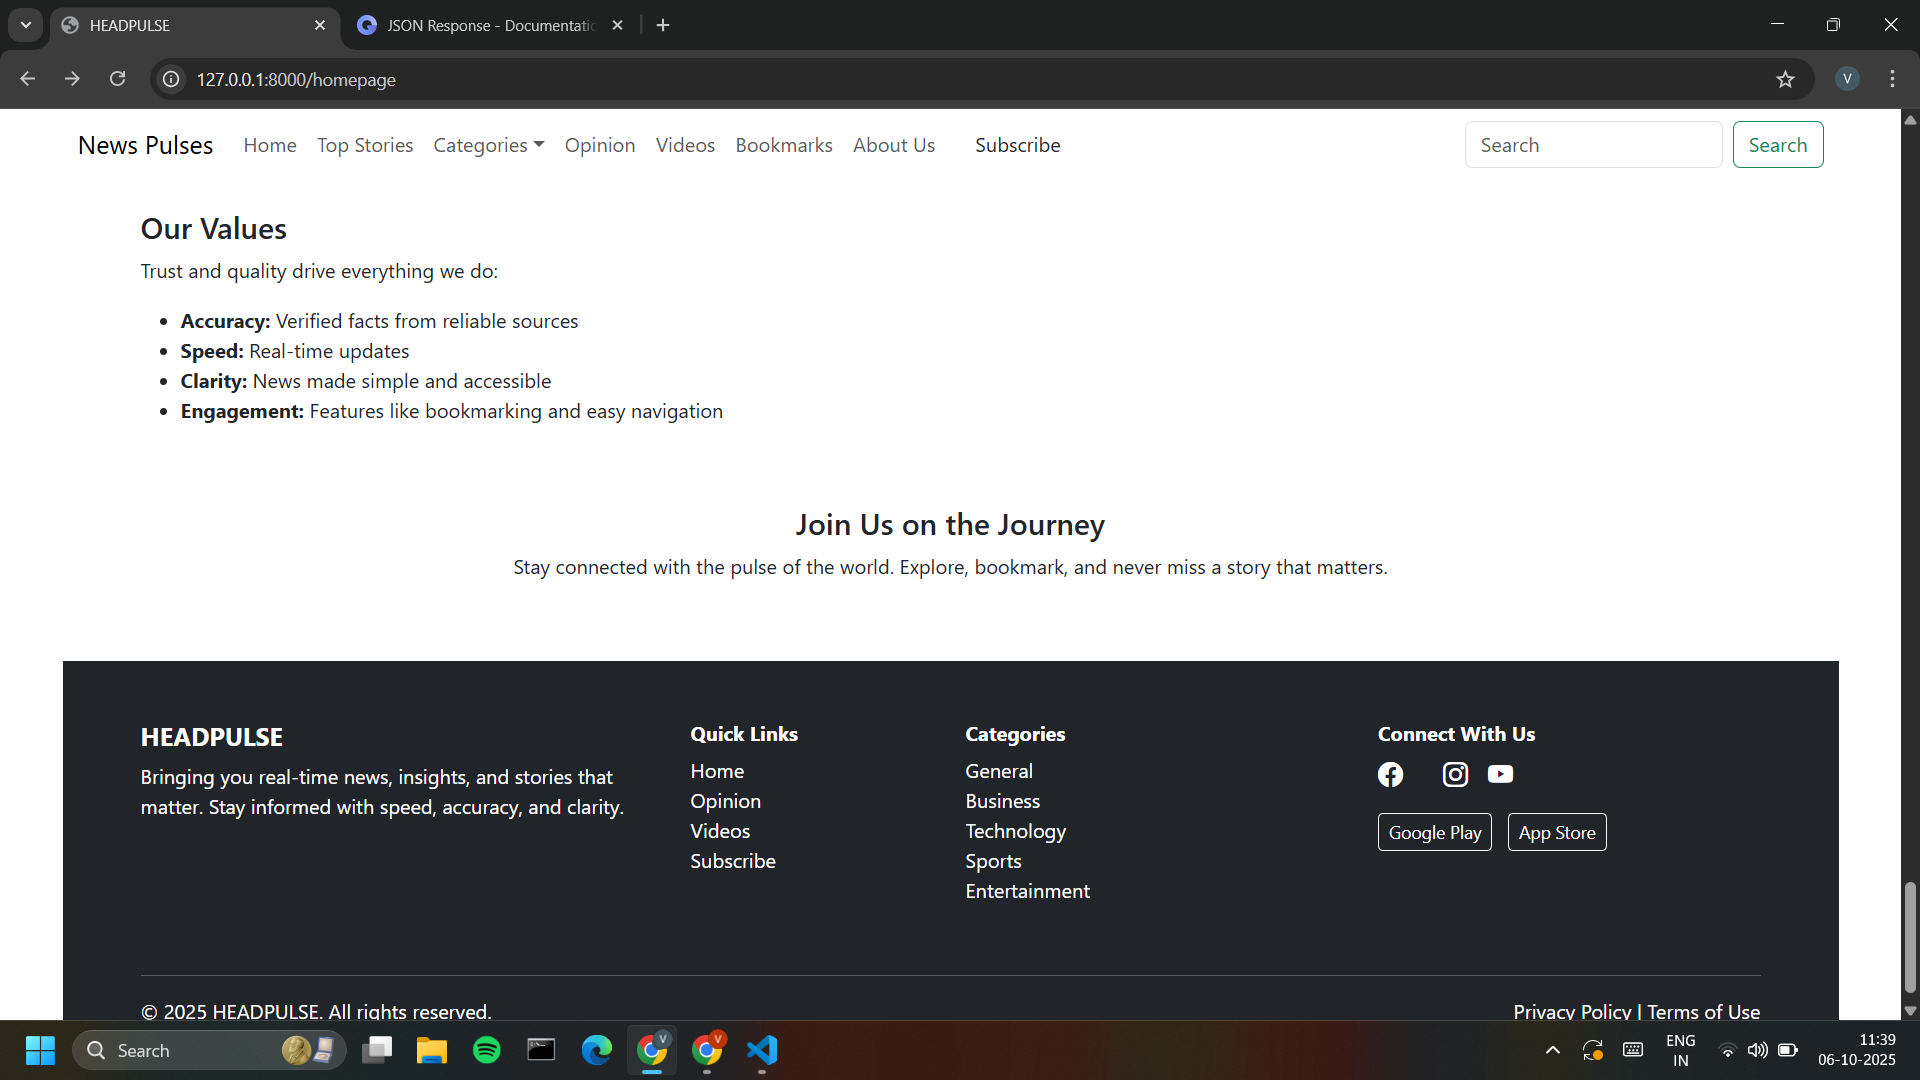 HEADPULSE
JSON Response - Documentatio
127.0.0.1:8000/homepage
V
News Pulses Home Top Stories Categories Opinion Videos Bookmarks About Us Subscribe Search Search
Our Values
Trust and quality drive everything we do:
Accuracy: Verified facts from reliable sources
Speed: Real-time updates
Clarity: News made simple and accessible
Engagement: Features like bookmarking and easy navigation
Join Us on the Journey
Stay connected with the pulse of the world. Explore, bookmark, and never miss a story that matters.
HEADPULSE
Bringing you real-time news, insights, and stories that
matter. Stay informed with speed, accuracy, and clarity.
Quick Links
Home
Opinion
Videos
Subscribe
Categories
General
Business
Technology
Sports
Entertainment
Connect With Us
Google Play App Store
© 2025 HEADPULSE. All rights reserved.
Privacy Policy | Terms of Use
Search
V
V
ENG
IN
11:39
06-10-2025